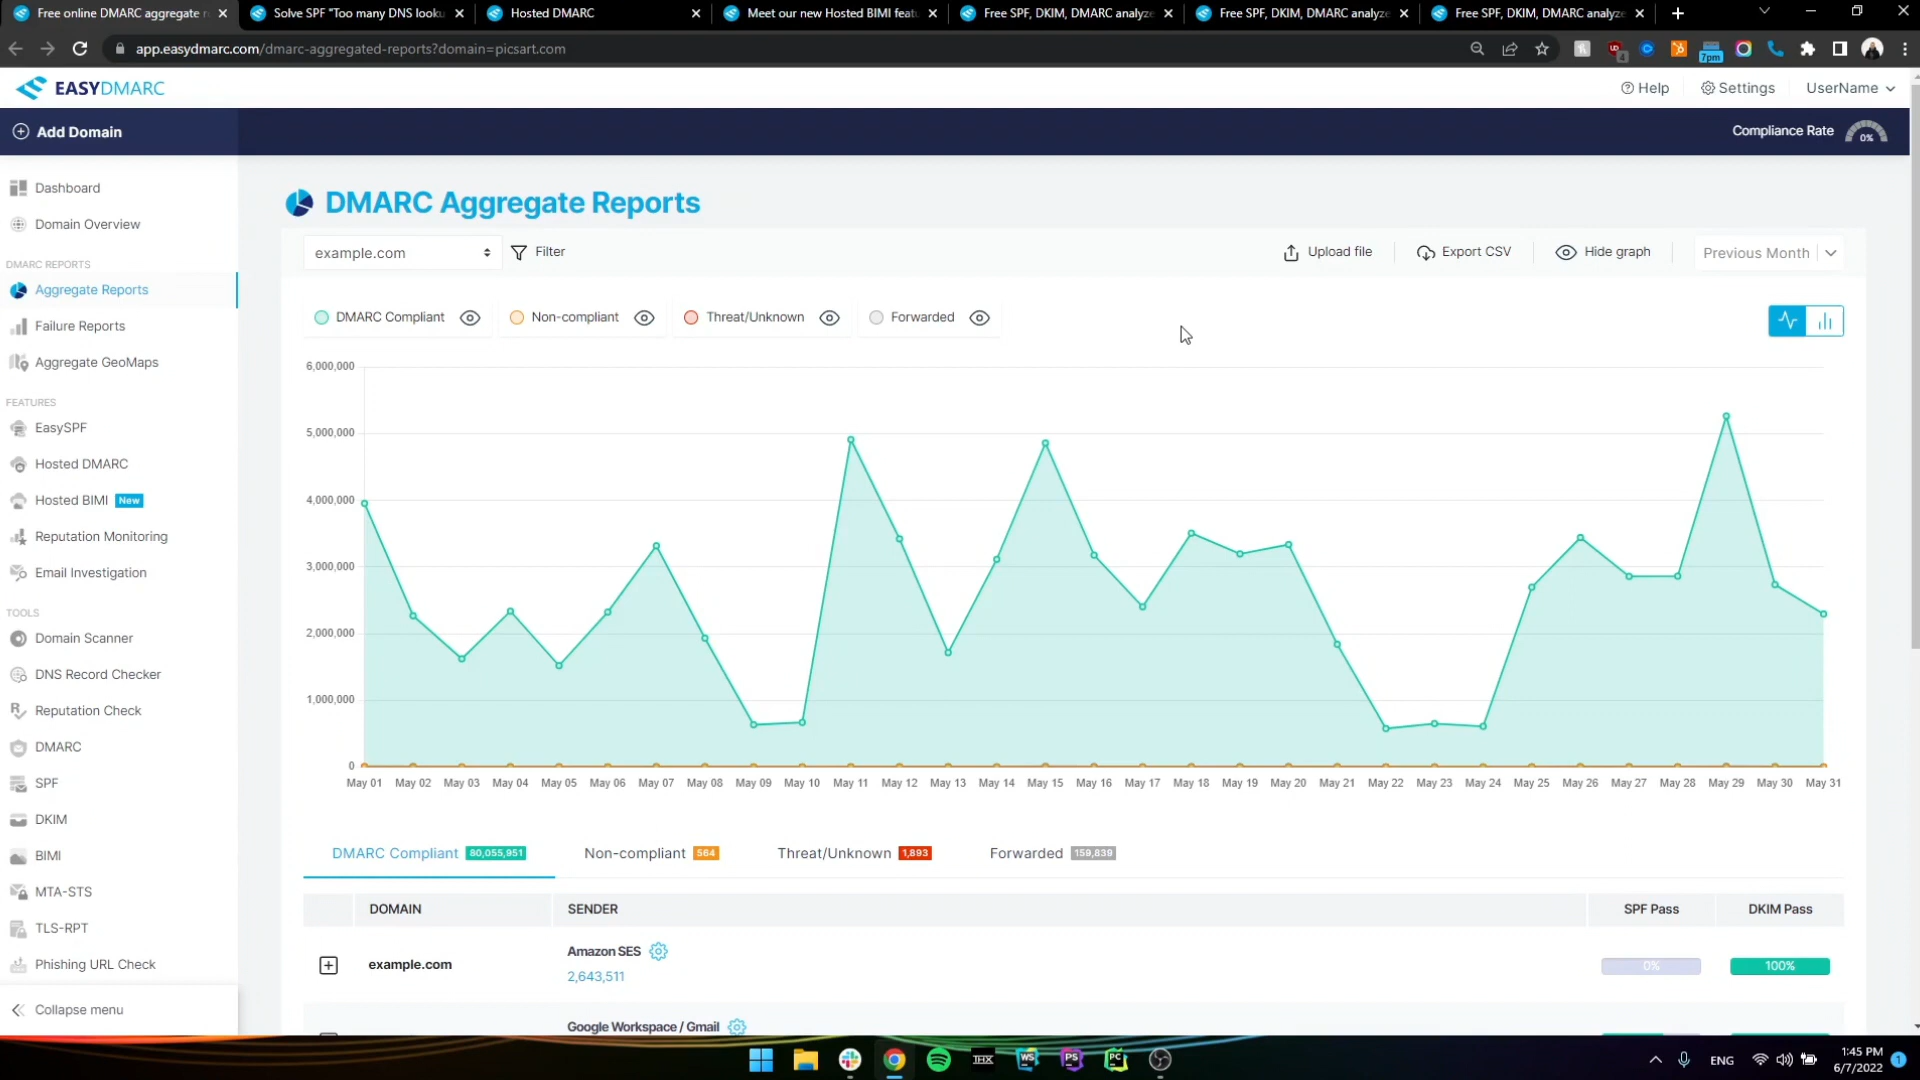 Free online DMARC aggregate r
Solve SPF "Too many DNS looku
Hosted DMARC
Meet our new Hosted BIMI featu
Free SPF, DKIM, DMARC analyze
Free SPF, DKIM, DMARC analyze
Free SPF, DKIM, DMARC analyze
app.easydmarc.com/dmarc-aggregated-reports?domain=picsart.com
7pm
EASYDMARC
Help
Settings
UserName
Add Domain
Compliance Rate
0%
Dashboard
Domain Overview
DMARC REPORTS
Aggregate Reports
Failure Reports
Aggregate GeoMaps
FEATURES
EasySPF
Hosted DMARC
Hosted BIMI New
Reputation Monitoring
Email Investigation
TOOLS
Domain Scanner
DNS Record Checker
Reputation Check
DMARC
SPF
DKIM
BIMI
MTA-STS
TLS-RPT
Phishing URL Check
Collapse menu
DMARC Aggregate Reports
example.com
Filter
Upload file
Export CSV
Hide graph
Previous Month
DMARC Compliant
Non-compliant
Threat/Unknown
Forwarded
6,000,000
5,000,000
4,000,000
3,000,000
2,000,000
1,000,000
0
May 01 May 02 May 03 May 04 May 05 May 06 May 07 May 08 May 09 May 10 May 11 May 12 May 13 May 14 May 15 May 16 May 17 May 18 May 19 May 20 May 21 May 22 May 23 May 24 May 25 May 26 May 27 May 28 May 29 May 30 May 31
DMARC Compliant 80,055,951
Non-compliant 564
Threat/Unknown 1,893
Forwarded 159,839
DOMAIN SENDER SPF Pass DKIM Pass
example.com
Amazon SES
2,643,511
0%
100%
Google Workspace / Gmail
THX
WS
PS
PC
ENG
1:45 PM
6/7/2022
1